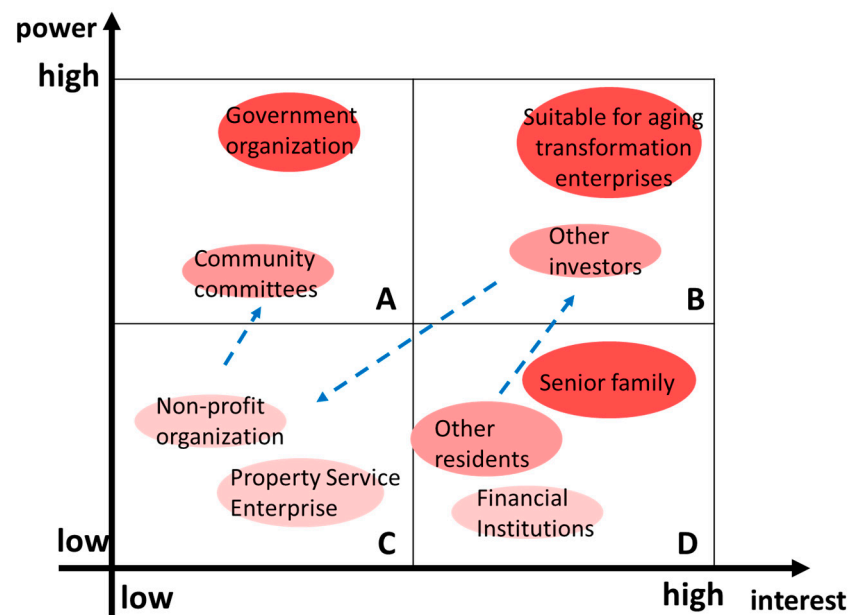 power
high
Government
organization
Suitable for aging
transformation
enterprises
Community
committees
Other
investors
A
B
Non-profit
organization
Senior family
Other
residents
Property Service
Enterprise
Financial
Institutions
low
C
D
low
high
interest